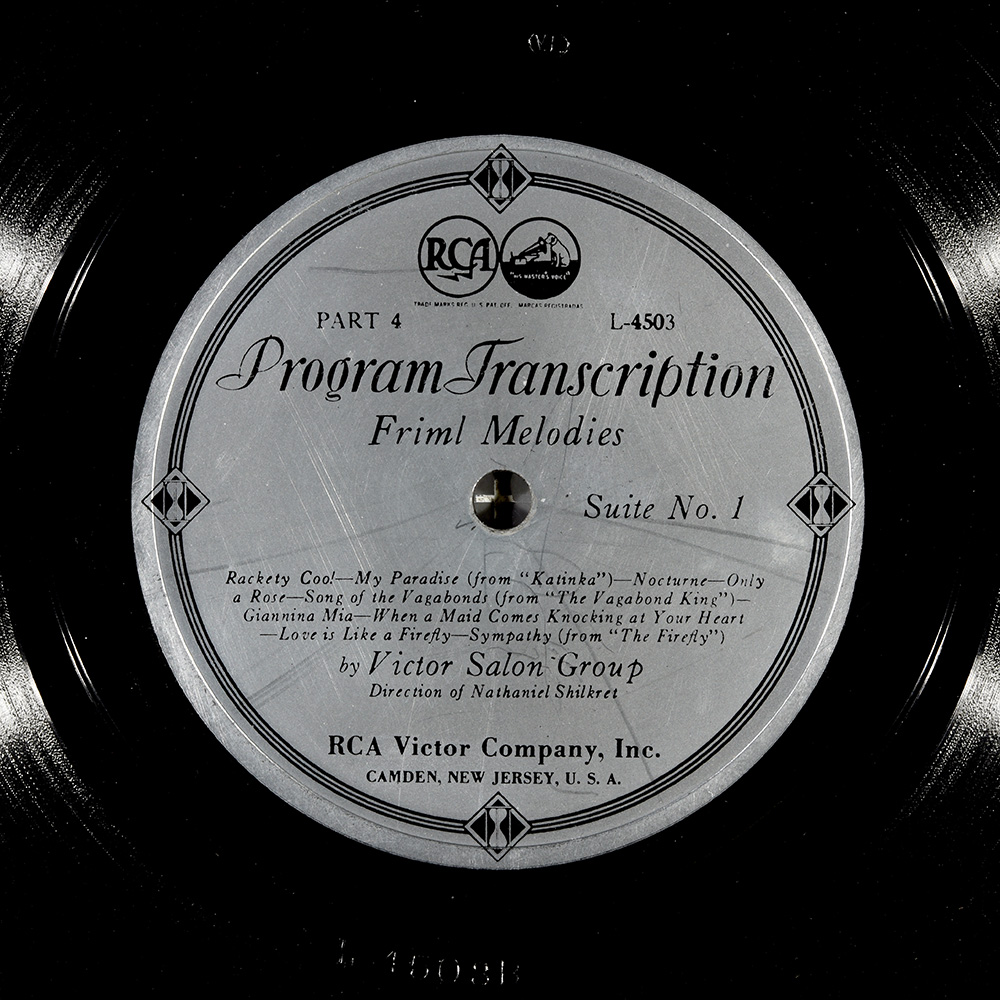 (VE)
RCA
"HIS MASTER'S VOICE"
TRADE MARKS REG. U. S. PAT. OFF. MARCAS REGISTRADAS
PART 4 L-4503
Program Transcription
Friml Melodies
Suite No. 1
Rackety Coo!—My Paradise (from "Katinka")—Nocturne—Only
a Rose—Song of the Vagabonds (from "The Vagabond King")—
Giannina Mia—When a Maid Comes Knocking at Your Heart
—Love is Like a Firefly—Sympathy (from "The Firefly")
by Victor Salon Group
Direction of Nathaniel Shilkret
RCA Victor Company, Inc.
CAMDEN, NEW JERSEY, U. S. A.